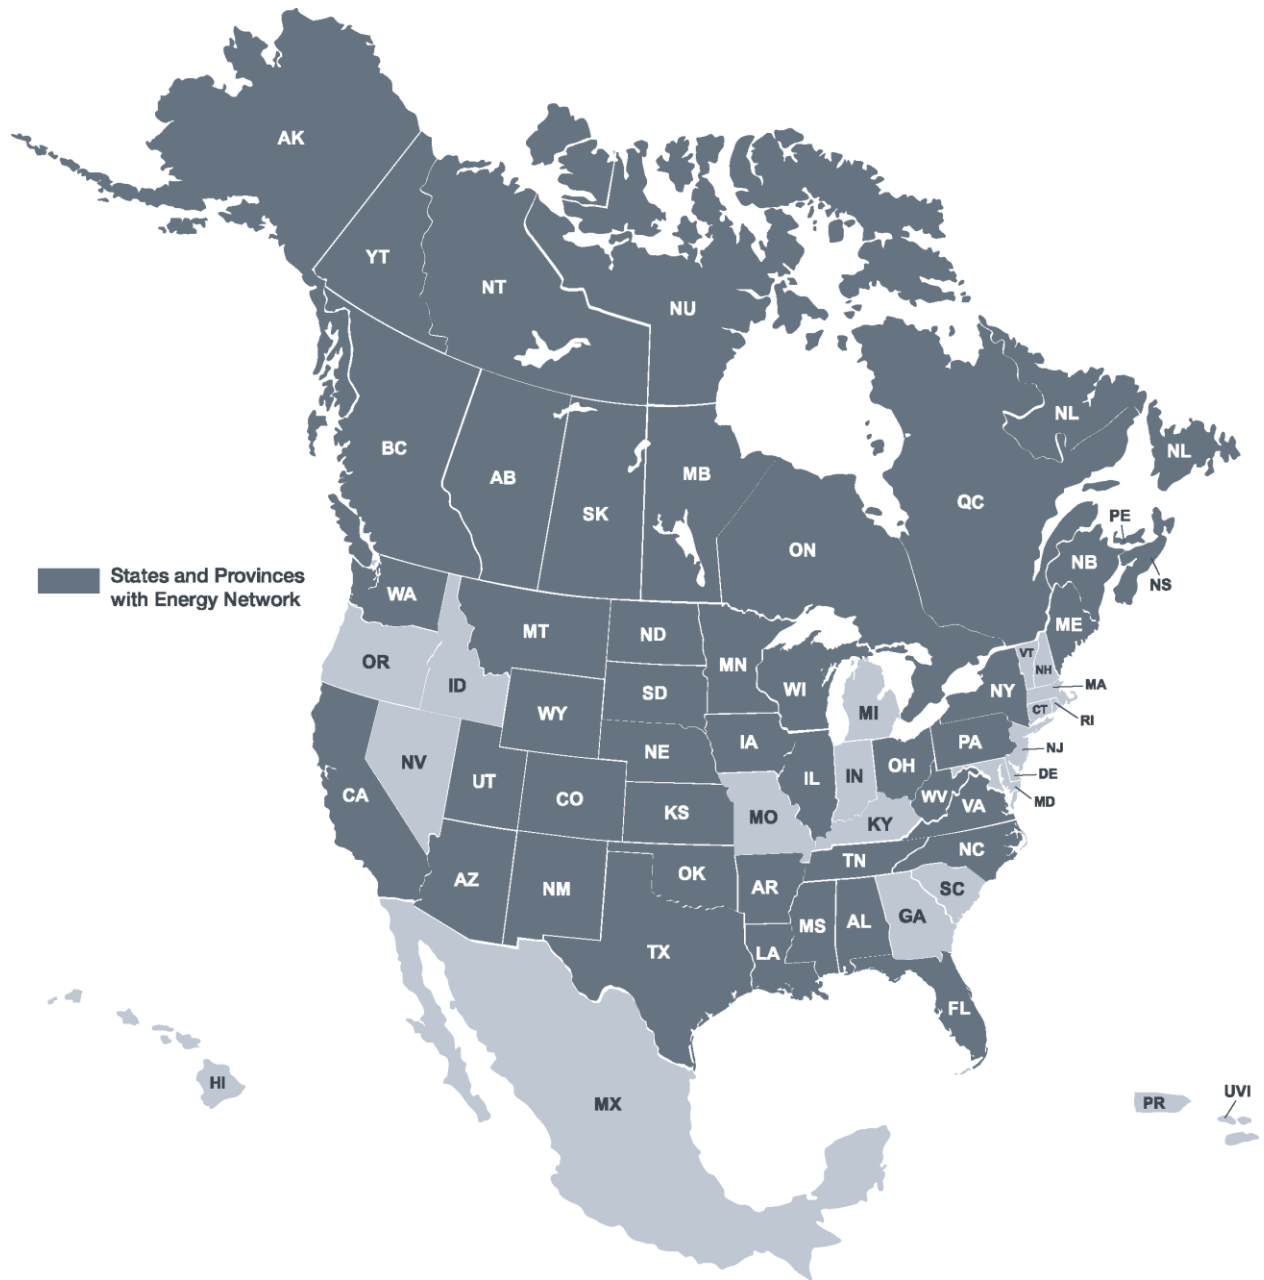 AK
YT
NT
NU
NL
BC
NL
AB
MB
QC
SK
PE
ON
NB
NS
States and Provinces
with Energy Network
WA
ME
MT
ND
VT
OR
MN
NH
ID
SD
WI
NY
MA
MI
CT
WY
RI
IA
PA
NE
NJ
NV
OH
DE
UT
IL
IN
CO
WV
MD
CA
VA
KS
MO
KY
NC
TN
OK
AZ
NM
AR
SC
GA
AL
MS
TX
LA
FL
HI
UVI
MX
PR